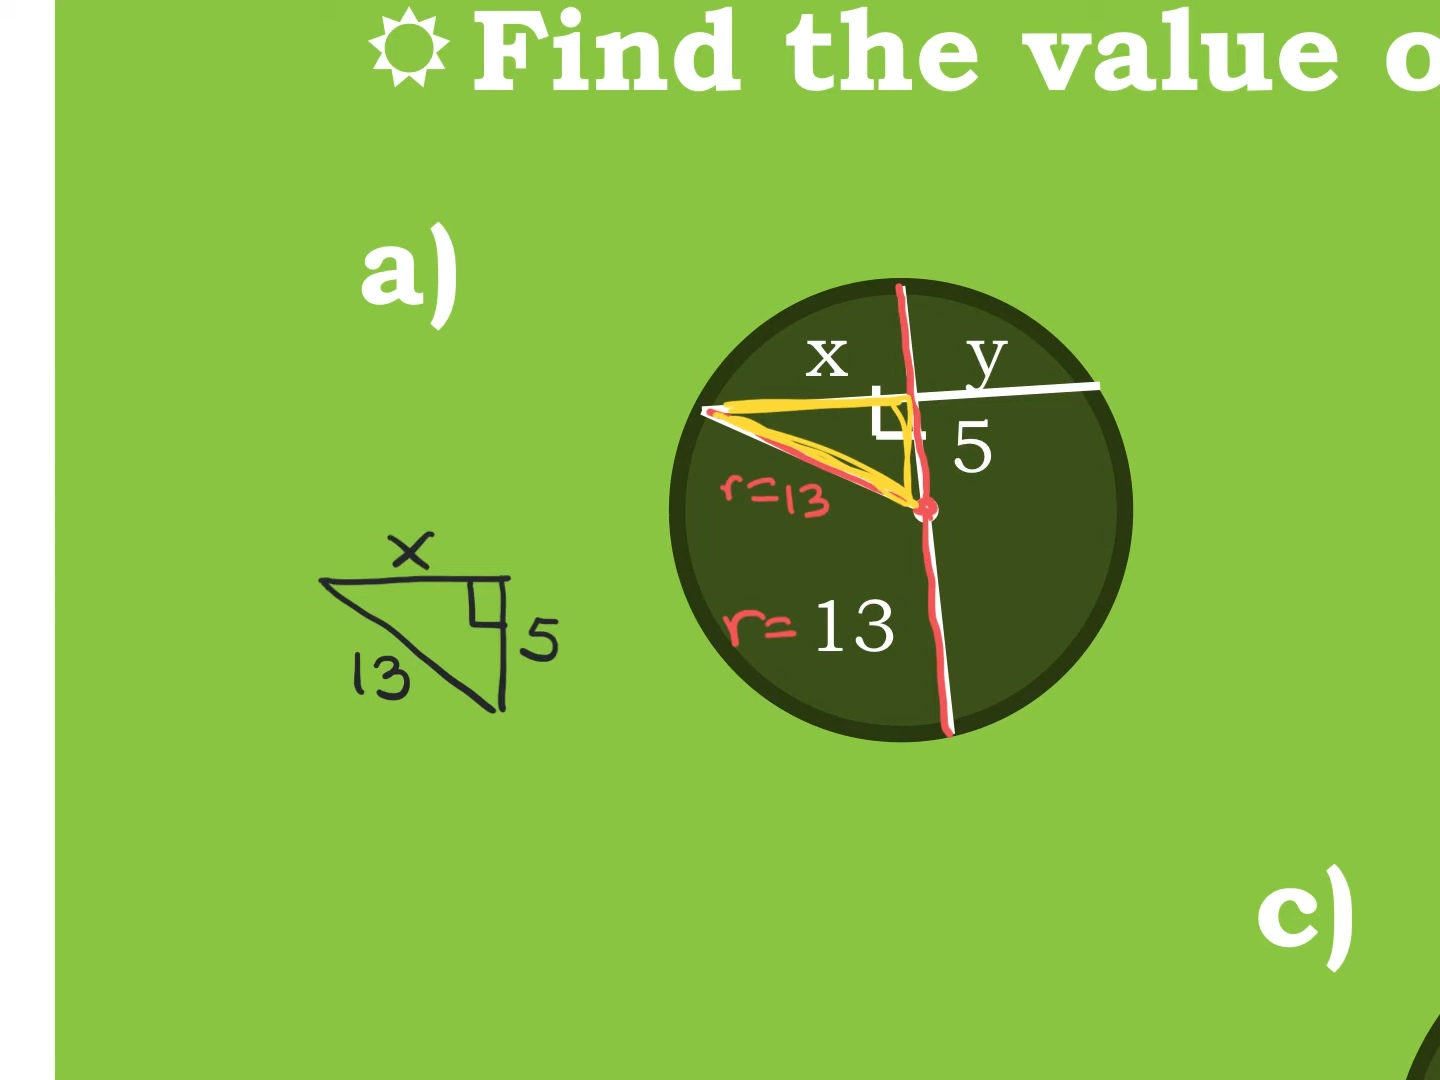 Find the value o
a)
x y
5
r=13
x
r= 13
5
13
c)